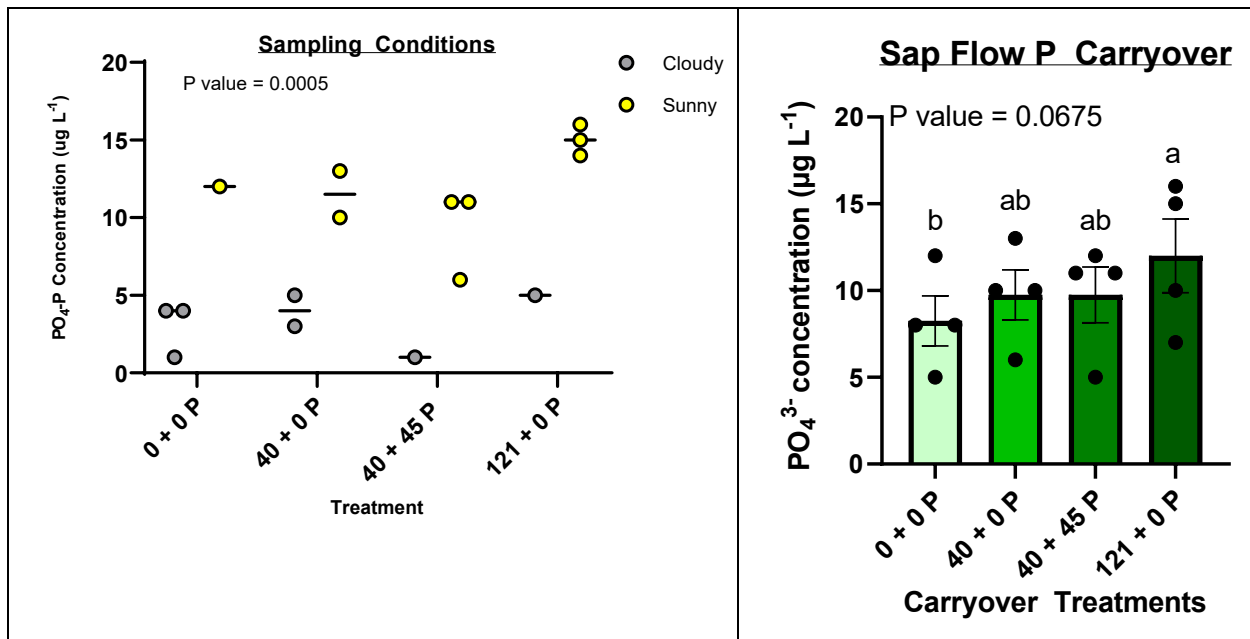 Sampling Conditions
P value = 0.0005
Cloudy
Sunny
PO₄-P Concentration (ug L⁻¹)
20
15
10
5
0
0 + 0 P
40 + 0 P
40 + 45 P
121 + 0 P
Treatment
Sap Flow P Carryover
P value = 0.0675
PO₄³⁻ concentration (µg L⁻¹)
20
15
10
5
0
b
ab
ab
a
0 + 0 P
40 + 0 P
40 + 45 P
121 + 0 P
Carryover Treatments